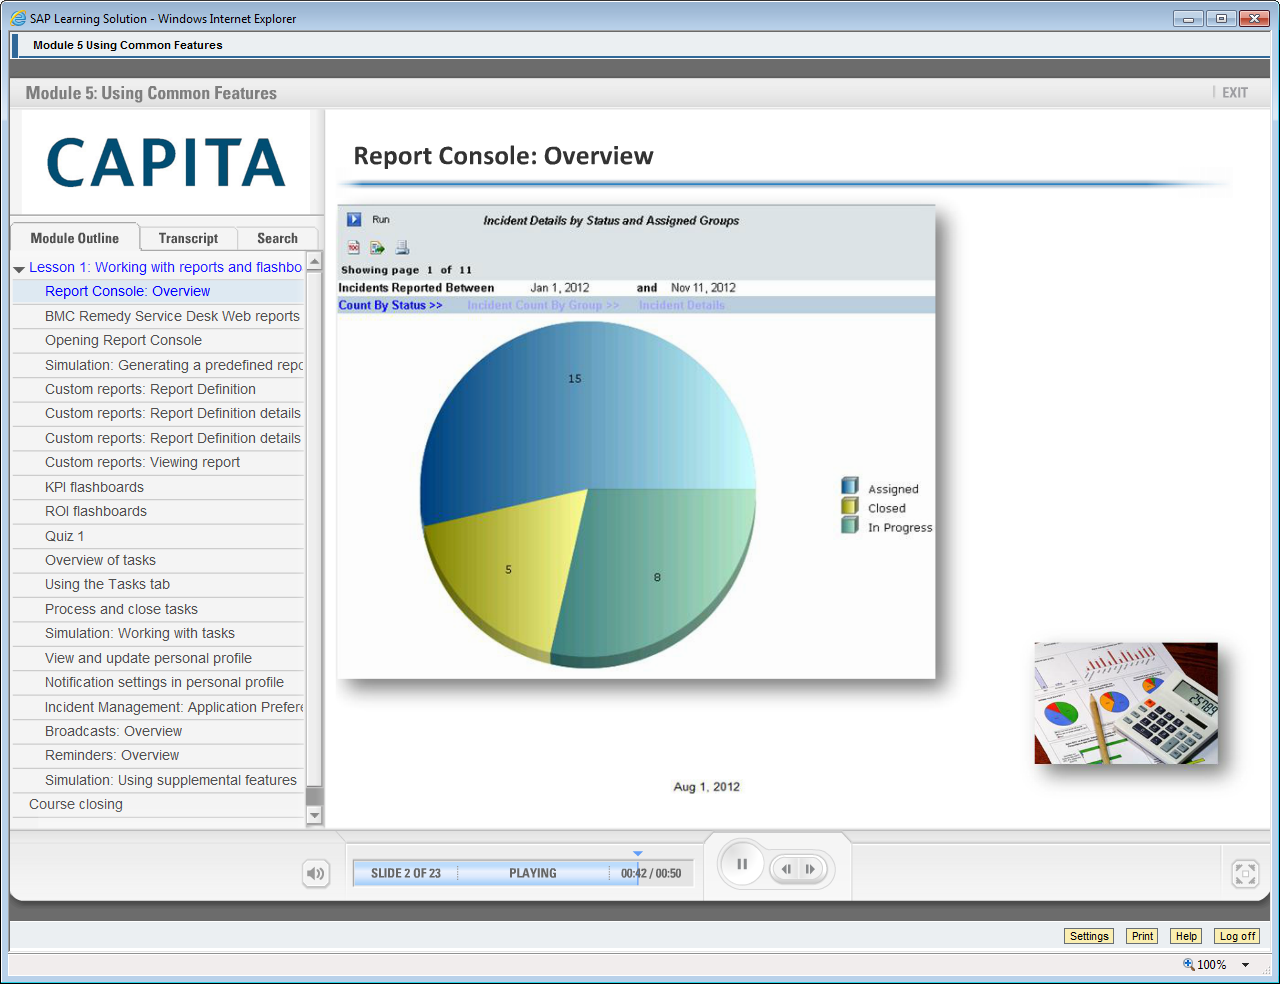 SAP Learning Solution - Windows Internet Explorer
Module 5 Using Common Features
Module 5: Using Common Features
EXIT
CAPITA
Module Outline
Transcript
Search
Lesson 1: Working with reports and flashbo
Report Console: Overview
BMC Remedy Service Desk Web reports
Opening Report Console
Simulation: Generating a predefined repo
Custom reports: Report Definition
Custom reports: Report Definition details
Custom reports: Report Definition details
Custom reports: Viewing report
KPI flashboards
ROI flashboards
Quiz 1
Overview of tasks
Using the Tasks tab
Process and close tasks
Simulation: Working with tasks
View and update personal profile
Notification settings in personal profile
Incident Management: Application Prefere
Broadcasts: Overview
Reminders: Overview
Simulation: Using supplemental features
Course closing
Report Console: Overview
Run
Incident Details by Status and Assigned Groups
TOC
Showing page 1 of 11
Incidents Reported Between Jan 1, 2012 and Nov 11, 2012
Count By Status >> Incident Count By Group >> Incident Details
15
5
8
Assigned
Closed
In Progress
Aug 1, 2012
SLIDE 2 OF 23
PLAYING
00:42 / 00:50
Settings
Print
Help
Log off
100%